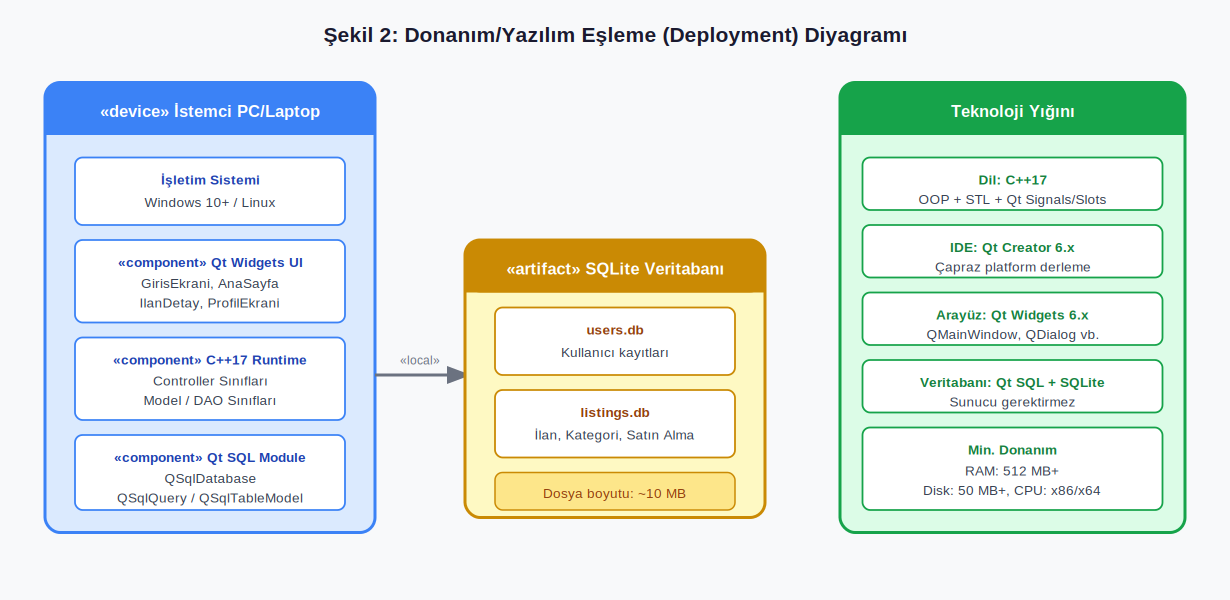 Şekil 2: Donanım/Yazılım Eşleme (Deployment) Diyagramı
«device» İstemci PC/Laptop
İşletim Sistemi
Windows 10+ / Linux
«component» Qt Widgets UI
GirisEkrani, AnaSayfa
IlanDetay, ProfilEkrani
«component» C++17 Runtime
Controller Sınıfları
Model / DAO Sınıfları
«component» Qt SQL Module
QSqlDatabase
QSqlQuery / QSqlTableModel
«local»
«artifact» SQLite Veritabanı
users.db
Kullanıcı kayıtları
listings.db
İlan, Kategori, Satın Alma
Dosya boyutu: ~10 MB
Teknoloji Yığını
Dil: C++17
OOP + STL + Qt Signals/Slots
IDE: Qt Creator 6.x
Çapraz platform derleme
Arayüz: Qt Widgets 6.x
QMainWindow, QDialog vb.
Veritabanı: Qt SQL + SQLite
Sunucu gerektirmez
Min. Donanım
RAM: 512 MB+
Disk: 50 MB+, CPU: x86/x64